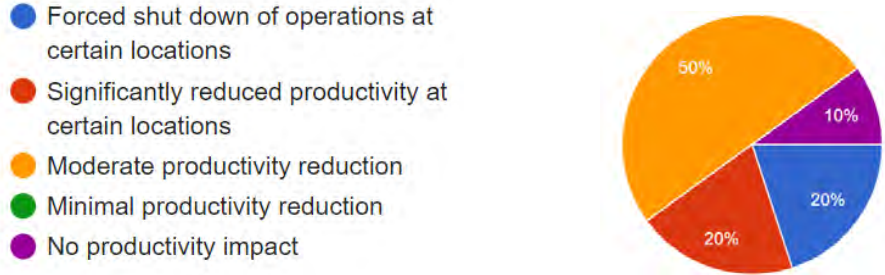 Forced shut down of operations at
certain locations
Significantly reduced productivity at
certain locations
Moderate productivity reduction
Minimal productivity reduction
No productivity impact
50%
10%
20%
20%